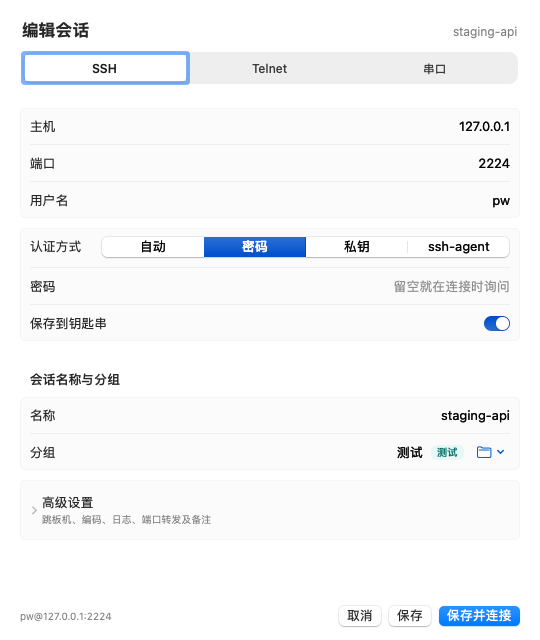 编辑会话
staging-api
SSH
Telnet
串口
主机
127.0.0.1
端口
2224
用户名
pw
认证方式
自动
密码
私钥
ssh-agent
密码
留空就在连接时询问
保存到钥匙串
会话名称与分组
名称
staging-api
分组
测试
测试
高级设置
跳板机、编码、日志、端口转发及备注
pw@127.0.0.1:2224
取消
保存
保存并连接